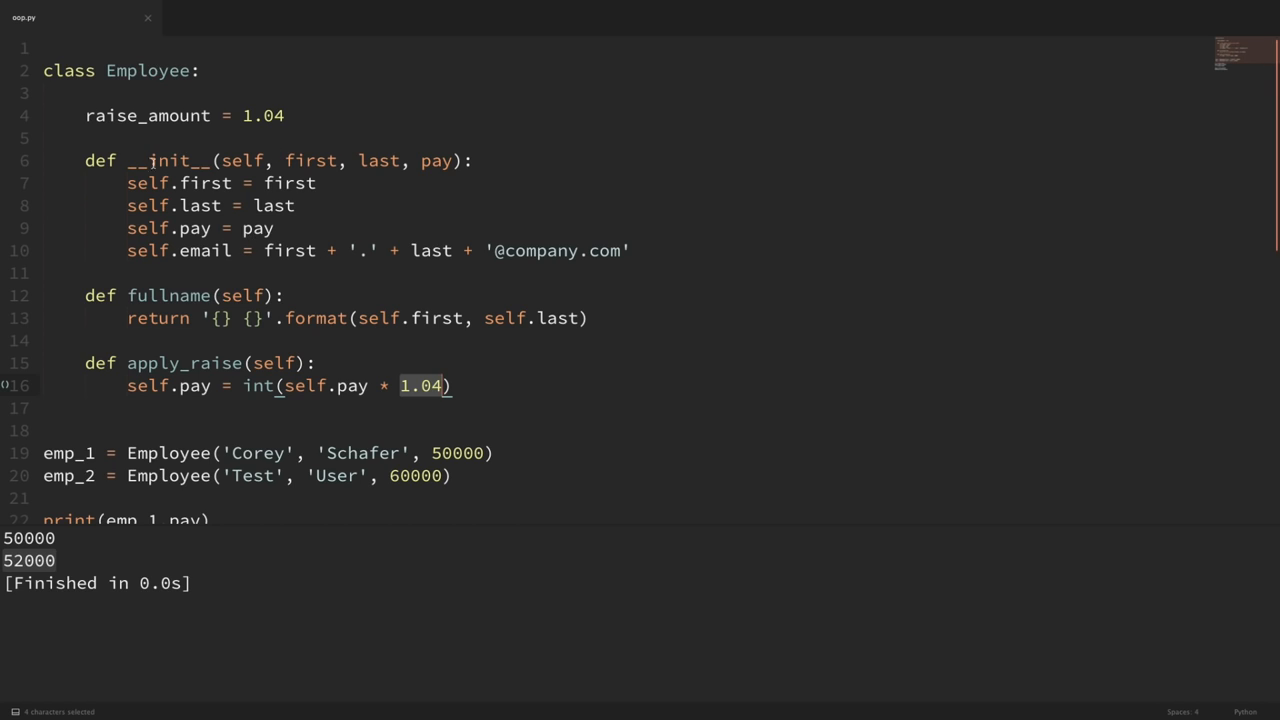 oop.py ×
1
2 class Employee:
3
4 raise_amount = 1.04
5
6 def __init__(self, first, last, pay):
7 self.first = first
8 self.last = last
9 self.pay = pay
10 self.email = first + '.' + last + '@company.com'
11
12 def fullname(self):
13 return '{} {}'.format(self.first, self.last)
14
15 def apply_raise(self):
16 self.pay = int(self.pay * 1.04)
17
18
19 emp_1 = Employee('Corey', 'Schafer', 50000)
20 emp_2 = Employee('Test', 'User', 60000)
21
22 print(emp_1.pay)
50000
52000
[Finished in 0.0s]
4 characters selected Spaces: 4 Python